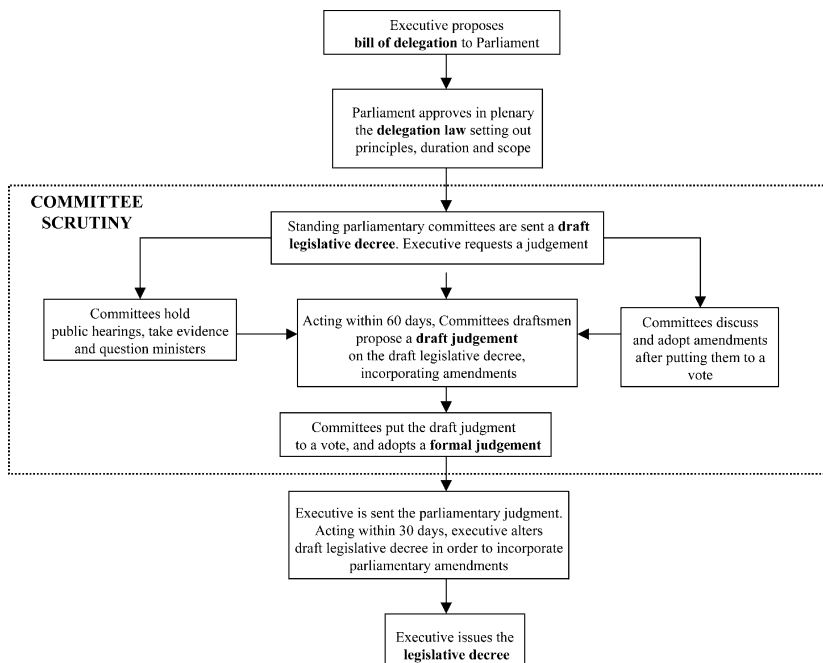 Executive proposes
bill of delegation to Parliament
Parliament approves in plenary
the delegation law setting out
principles, duration and scope
COMMITTEE
SCRUTINY
Standing parliamentary committees are sent a draft
legislative decree. Executive requests a judgement
Committees hold
public hearings, take evidence
and question ministers
Acting within 60 days, Committees draftsmen
propose a draft judgement
on the draft legislative decree,
incorporating amendments
Committees discuss
and adopt amendments
after putting them to a
vote
Committees put the draft judgment
to a vote, and adopts a formal judgement
Executive is sent the parliamentary judgment.
Acting within 30 days, executive alters
draft legislative decree in order to incorporate
parliamentary amendments
Executive issues the
legislative decree